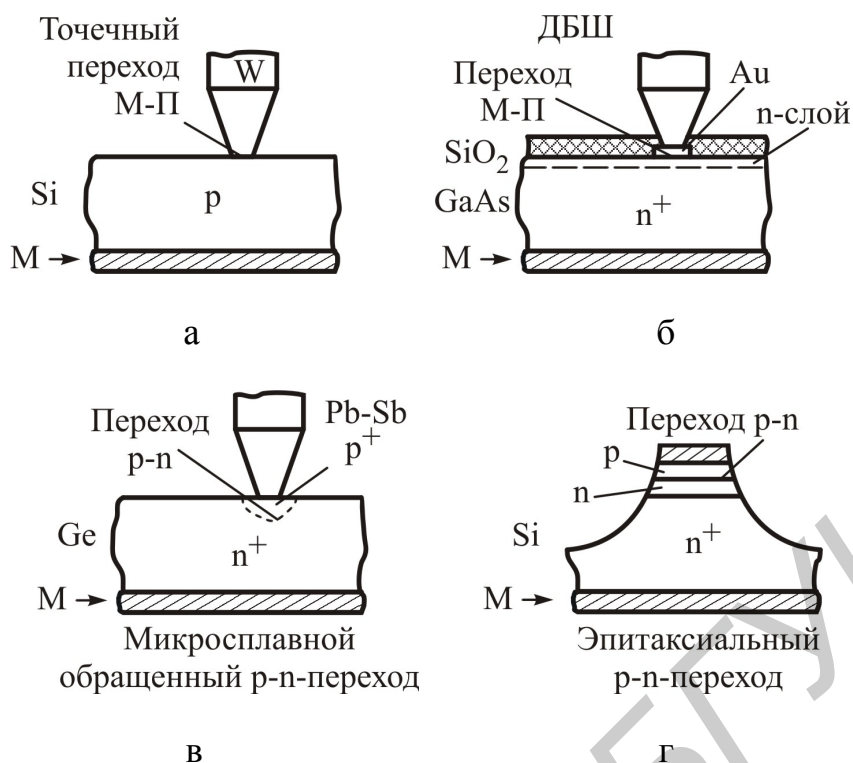 Точечный
переход
М-П
W
Si
p
М
а
ДБШ
Переход
М-П
Au
n-слой
SiO₂
GaAs
n⁺
М
б
Переход
p-n
Pb-Sb
p⁺
Ge
n⁺
М
Микросплавной
обращенный p-n-переход
в
Переход p-n
p
n
Si
n⁺
М
Эпитаксиальный
p-n-переход
г